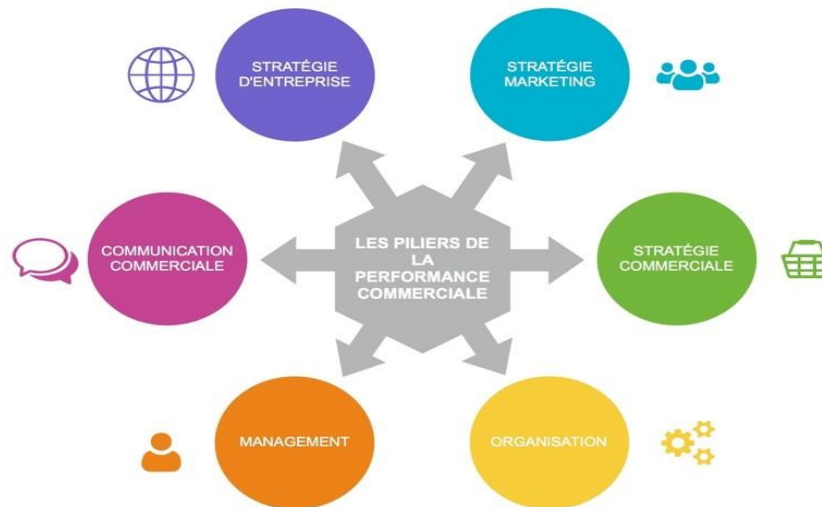 STRATÉGIE
D'ENTREPRISE
STRATÉGIE
MARKETING
COMMUNICATION
COMMERCIALE
LES PILIERS DE
LA
PERFORMANCE
COMMERCIALE
STRATÉGIE
COMMERCIALE
MANAGEMENT
ORGANISATION